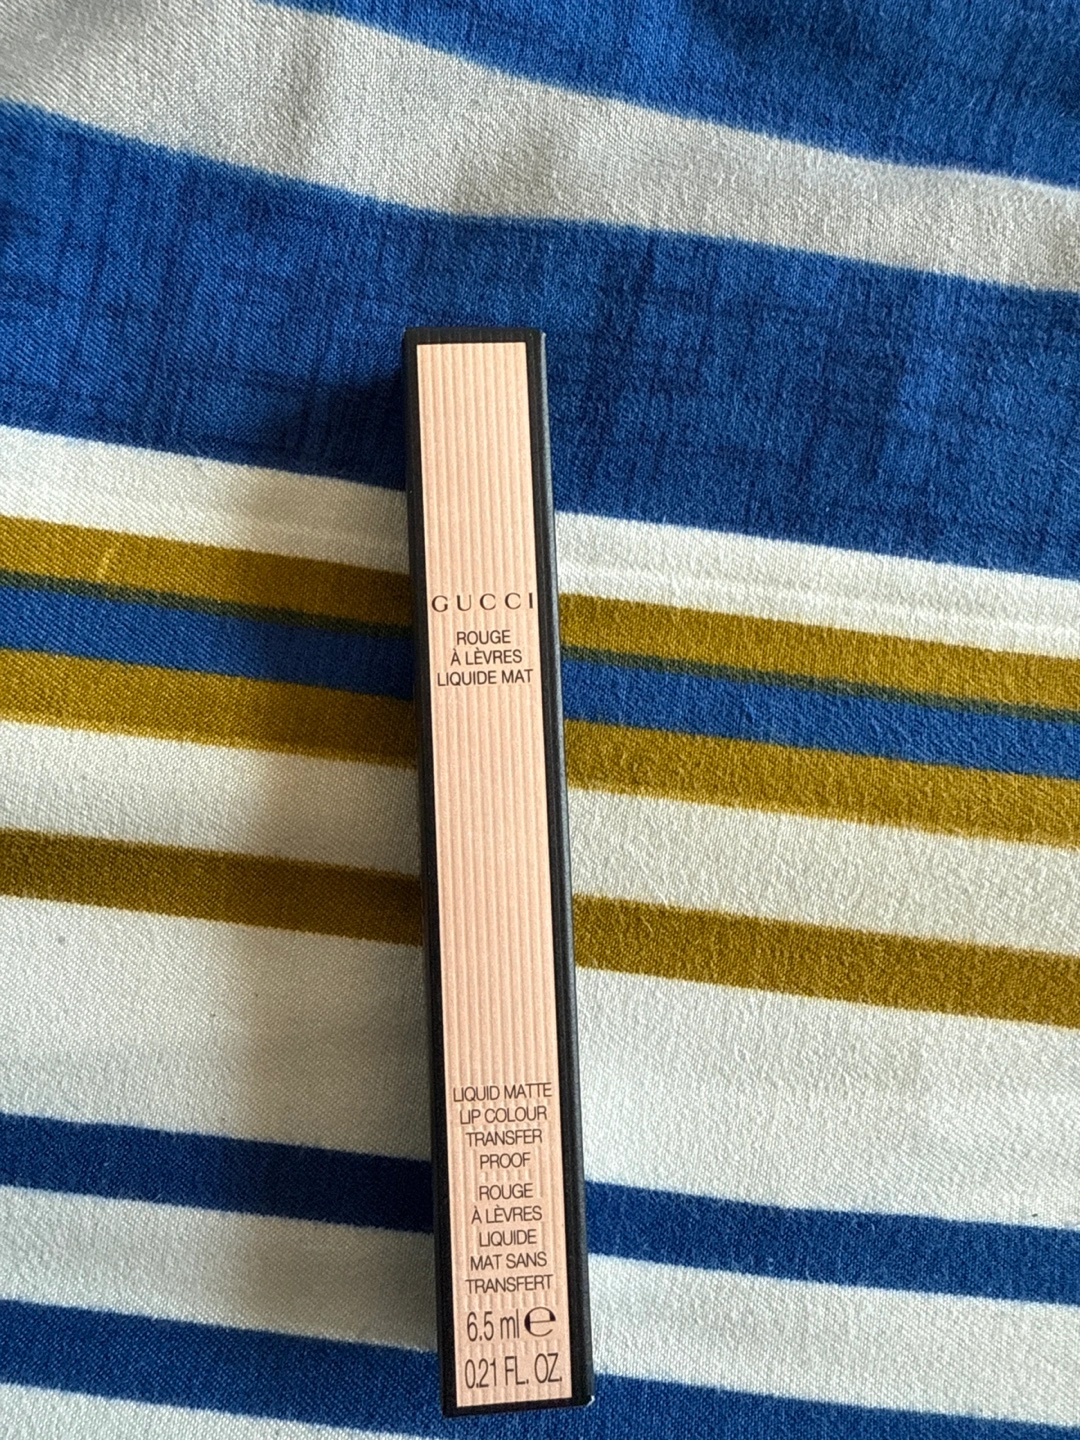 GUCCI
ROUGE
À LÈVRES
LIQUIDE MAT
LIQUID MATTE
LIP COLOUR
TRANSFER
PROOF
ROUGE
À LÈVRES
LIQUIDE
MAT SANS
TRANSFERT
6.5 ml ℮
0.21 FL. OZ.